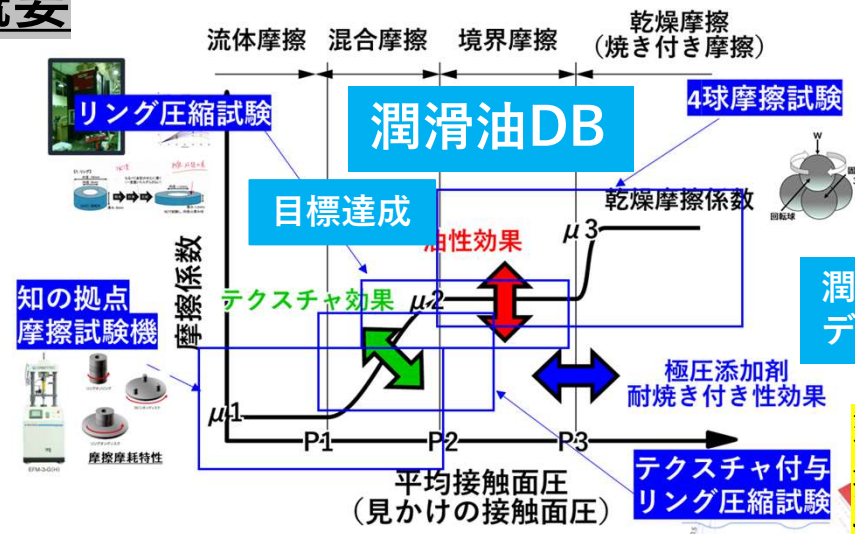 流体摩擦
混合摩擦
境界摩擦
乾燥摩擦
(焼き付き摩擦)
リング圧縮試験
潤滑油DB
4球摩擦試験
目標達成
W
回転球
乾燥摩擦係数
μ3
油性効果
テクスチャ効果
μ2
摩擦係数
知の拠点
摩擦試験機
極圧添加剤
耐焼き付き性効果
μ1
P1
P2
P3
摩擦摩耗特性
EFM-3-G(H)
平均接触面圧
(見かけの接触面圧)
テクスチャ付与
リング圧縮試験